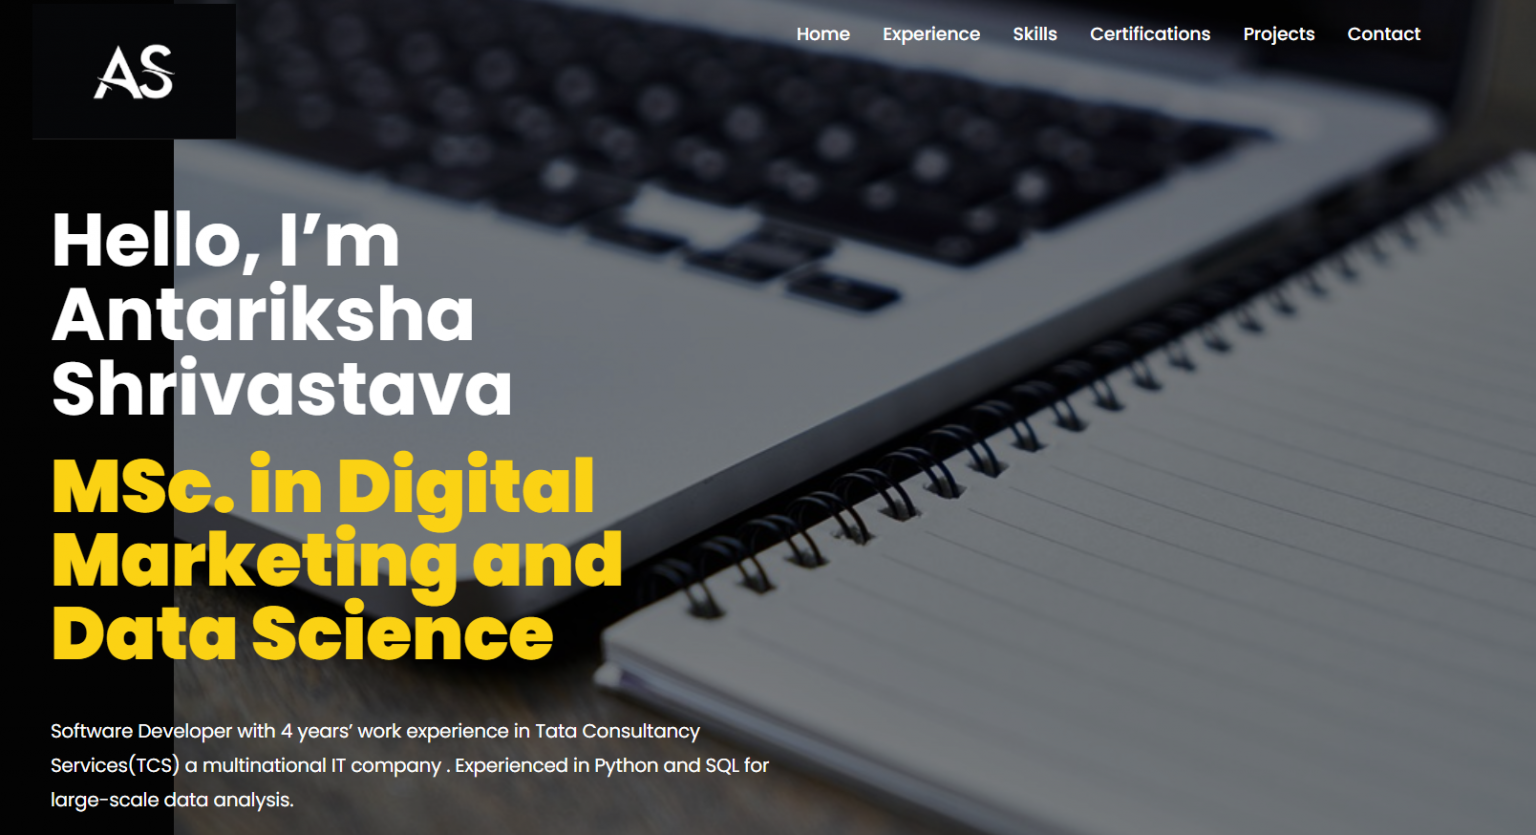 AS
Home Experience Skills Certifications Projects Contact
Hello, I’m
Antariksha
Shrivastava
MSc. in Digital
Marketing and
Data Science
Software Developer with 4 years’ work experience in Tata Consultancy
Services(TCS) a multinational IT company . Experienced in Python and SQL for
large-scale data analysis.